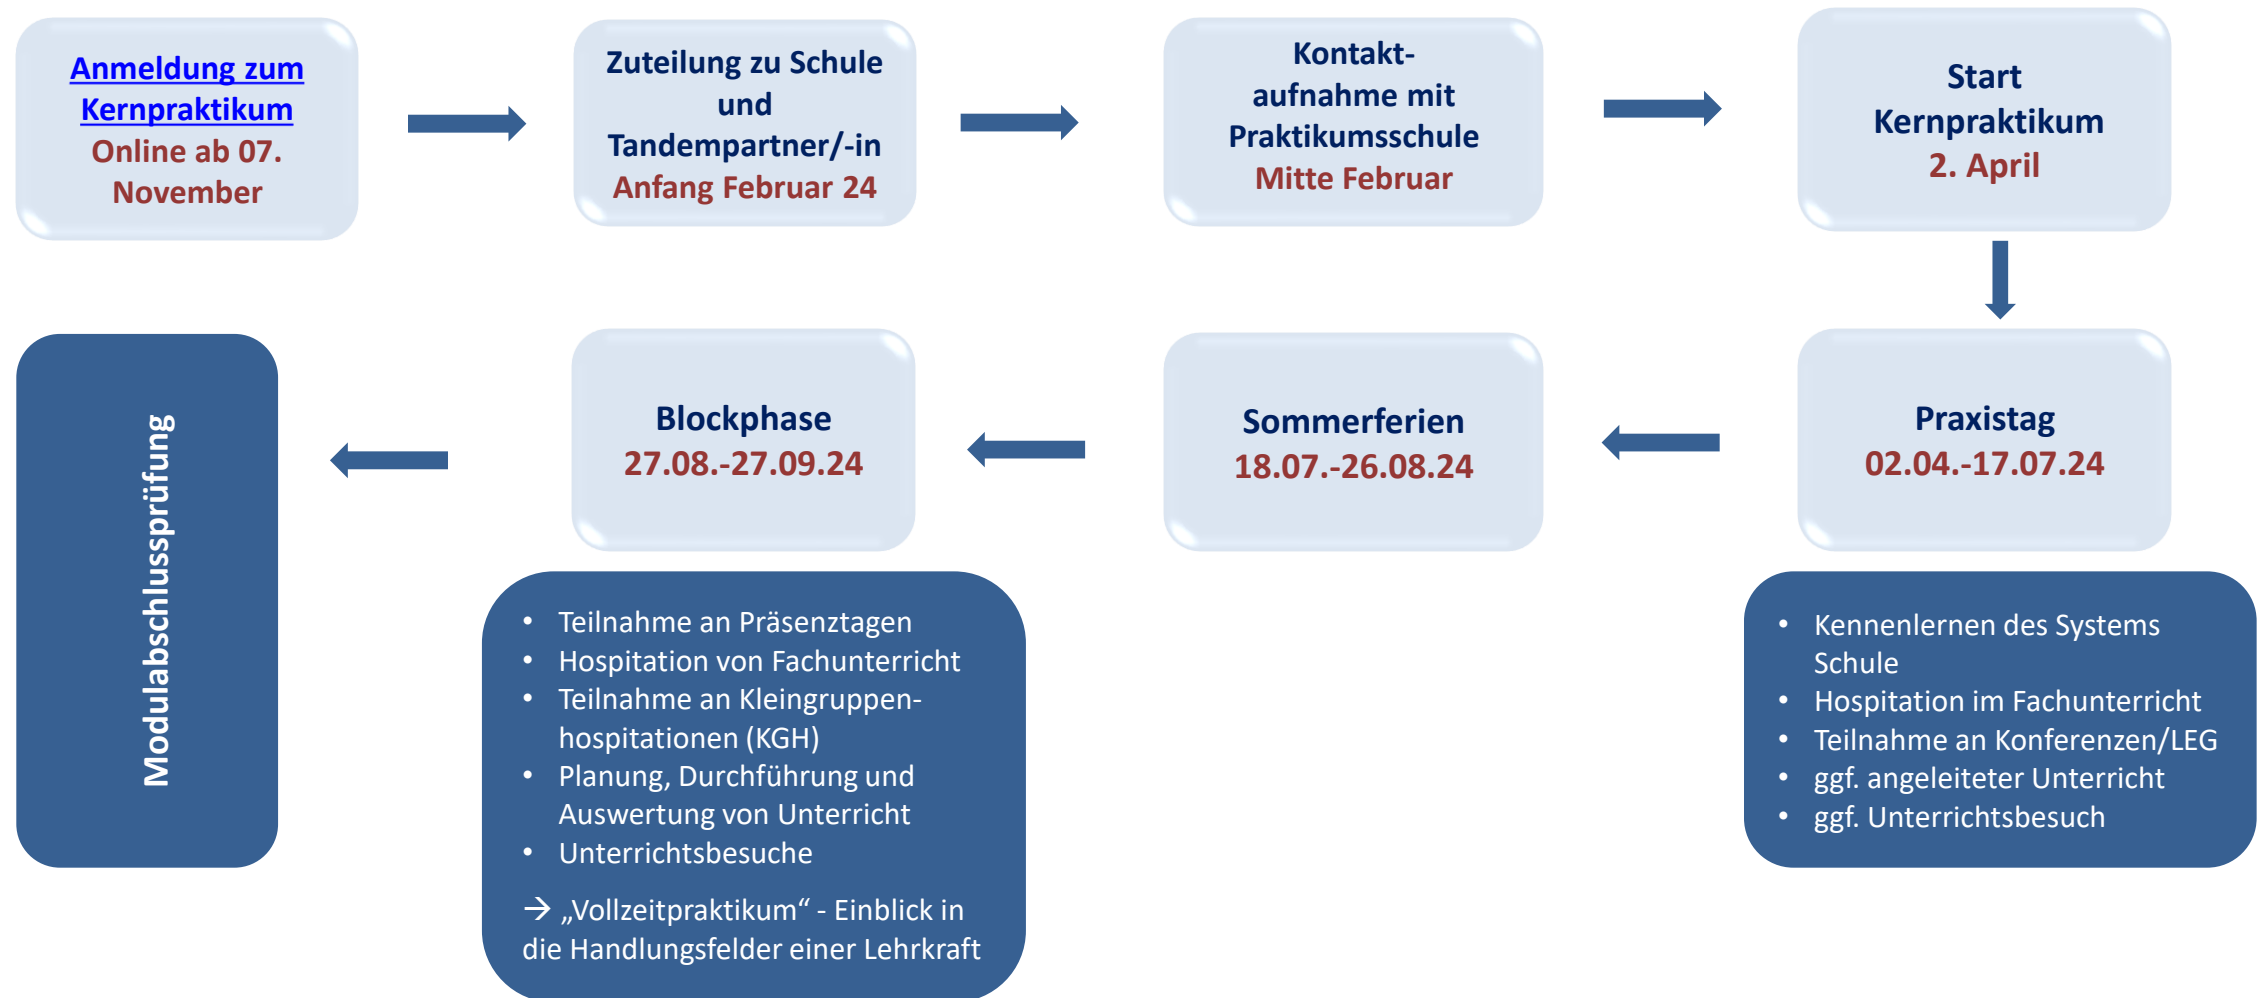 Anmeldung zum
Kernpraktikum
Online ab 07.
November
Zuteilung zu Schule
und
Tandempartner/-in
Anfang Februar 24
Kontakt-
aufnahme mit
Praktikumsschule
Mitte Februar
Start
Kernpraktikum
2. April
Praxistag
02.04.-17.07.24
• Kennenlernen des Systems
Schule
• Hospitation im Fachunterricht
• Teilnahme an Konferenzen/LEG
• ggf. angeleiteter Unterricht
• ggf. Unterrichtsbesuch
Sommerferien
18.07.-26.08.24
Blockphase
27.08.-27.09.24
• Teilnahme an Präsenztagen
• Hospitation von Fachunterricht
• Teilnahme an Kleingruppen-
hospitationen (KGH)
• Planung, Durchführung und
Auswertung von Unterricht
• Unterrichtsbesuche
→ „Vollzeitpraktikum“ - Einblick in
die Handlungsfelder einer Lehrkraft
Modulabschlussprüfung